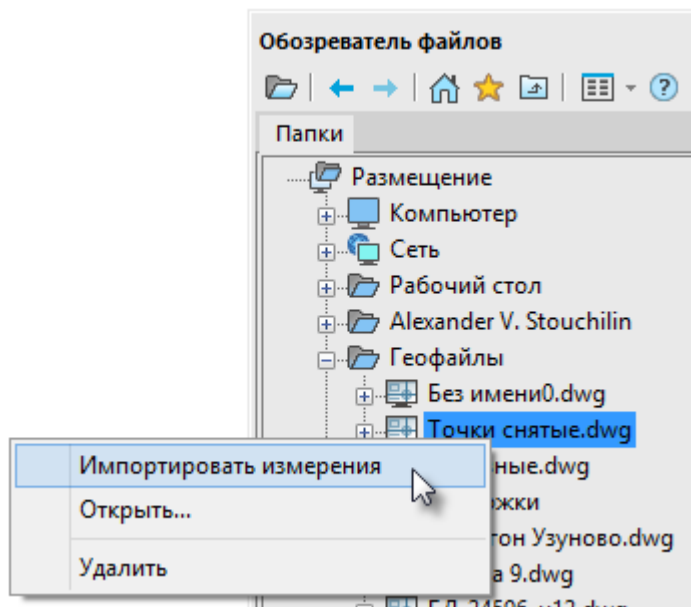 Обозреватель файлов
Папки
Размещение
Компьютер
Сеть
Рабочий стол
Alexander V. Stouchilin
Геофайлы
Без имени0.dwg
Точки снятые.dwg
Импортировать измерения
ные.dwg
Открыть...
жки
он Узуново.dwg
Удалить
а 9.dwg